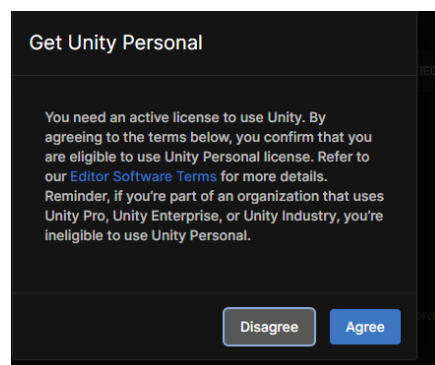 Get Unity Personal
You need an active license to use Unity. By
agreeing to the terms below, you confirm that you
are eligible to use Unity Personal license. Refer to
our Editor Software Terms for more details.
Reminder, if you're part of an organization that uses
Unity Pro, Unity Enterprise, or Unity Industry, you're
ineligible to use Unity Personal.
Disagree Agree